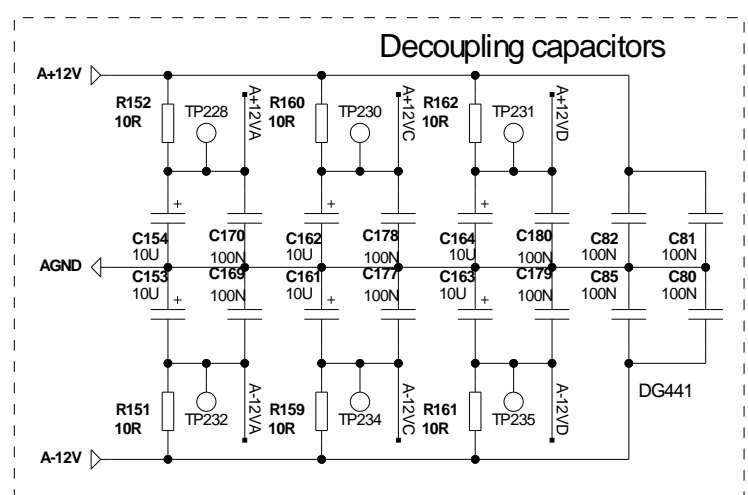 Decoupling capacitors
A+12V
R152
10R
TP228
A+12VA
R160
10R
TP230
A+12VC
R162
10R
TP231
A+12VD
C154
10U
C170
100N
C162
10U
C178
100N
C164
10U
C180
100N
C82
100N
C81
100N
AGND
C153
10U
C169
100N
C161
10U
C177
100N
C163
10U
C179
100N
C85
100N
C80
100N
R151
10R
TP232
A-12VA
R159
10R
TP234
A-12VC
R161
10R
TP235
A-12VD
DG441
A-12V
+
+
+
+
+
+